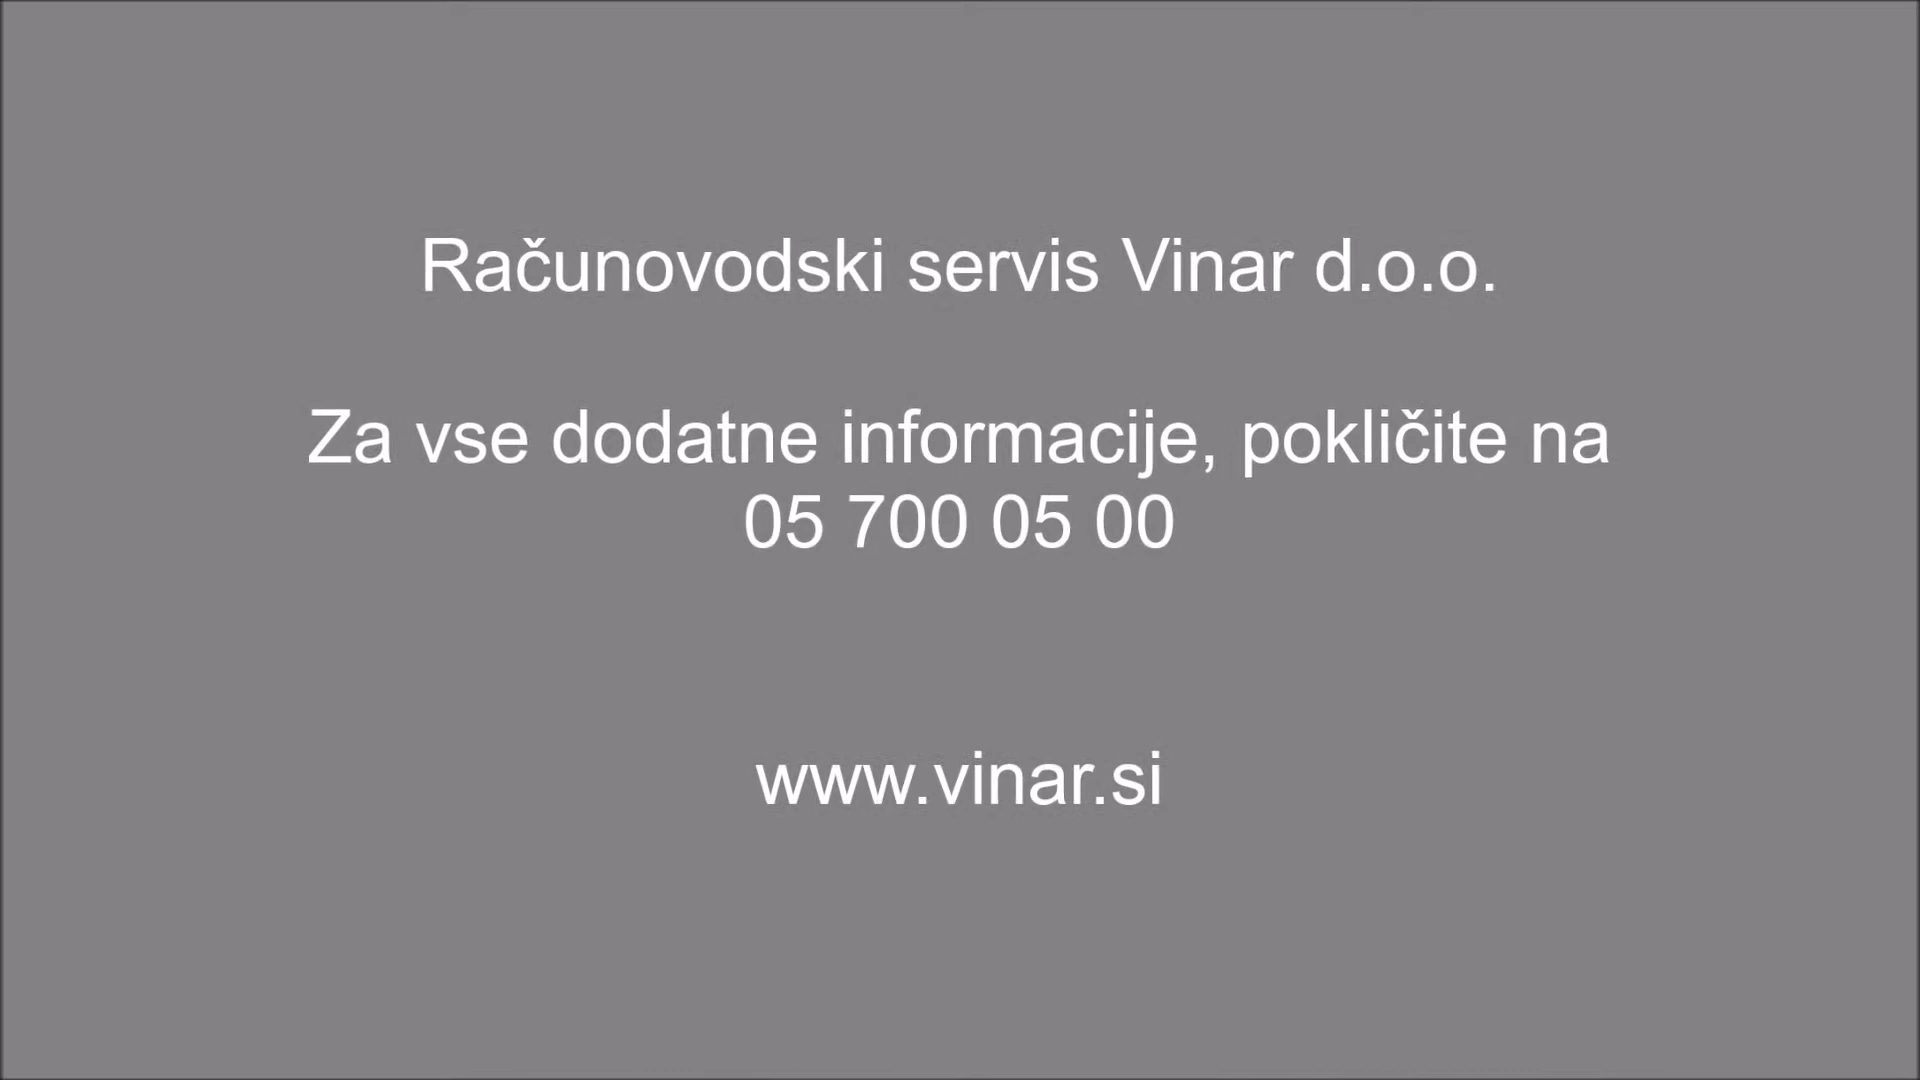 Računovodski servis Vinar d.o.o.
Za vse dodatne informacije, pokličite na
05 700 05 00
www.vinar.si